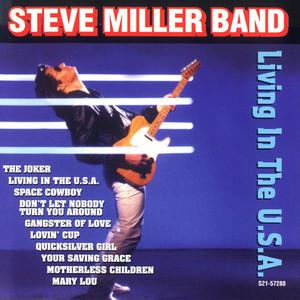 STEVE MILLER BAND
Living In The U.S.A.
THE JOKER
LIVING IN THE U.S.A.
SPACE COWBOY
DON'T LET NOBODY
TURN YOU AROUND
GANGSTER OF LOVE
LOVIN' CUP
QUICKSILVER GIRL
YOUR SAVING GRACE
MOTHERLESS CHILDREN
MARY LOU
S21-57288